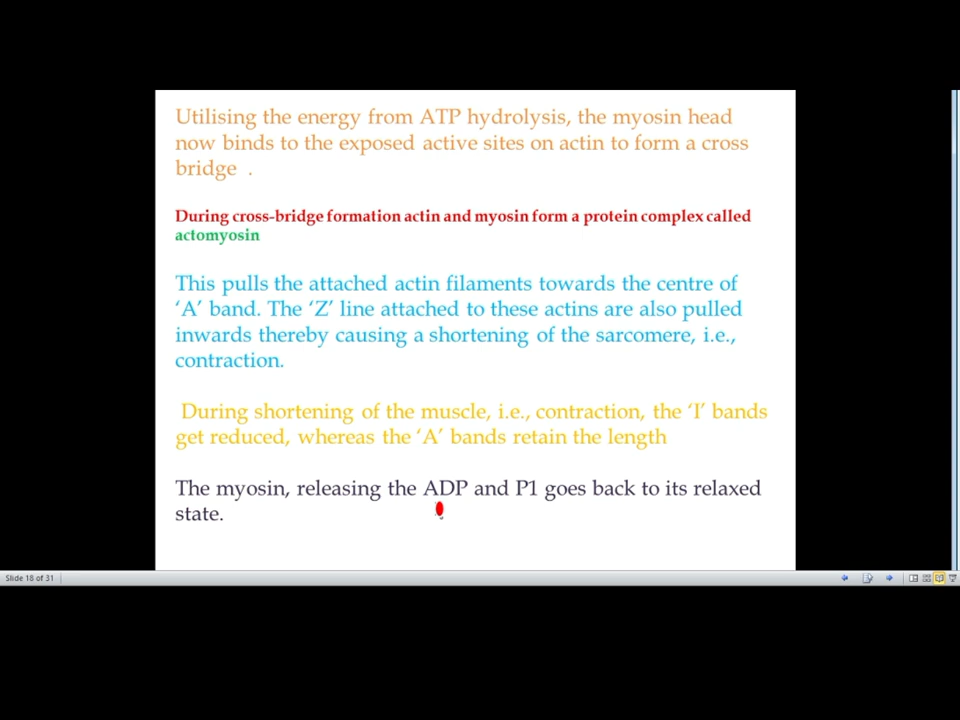 Utilising the energy from ATP hydrolysis, the myosin head
now binds to the exposed active sites on actin to form a cross
bridge .
During cross-bridge formation actin and myosin form a protein complex called
actomyosin
This pulls the attached actin filaments towards the centre of
‘A’ band. The ‘Z’ line attached to these actins are also pulled
inwards thereby causing a shortening of the sarcomere, i.e.,
contraction.
During shortening of the muscle, i.e., contraction, the ‘I’ bands
get reduced, whereas the ‘A’ bands retain the length
The myosin, releasing the ADP and P1 goes back to its relaxed
state.
Slide 18 of 31